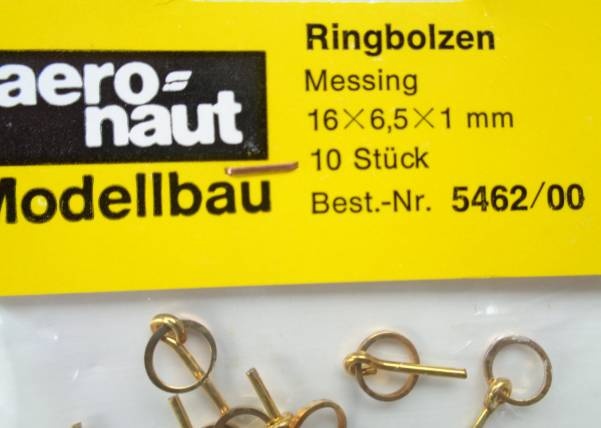 aero-
naut
Modellbau
Ringbolzen
Messing
16×6,5×1 mm
10 Stück
Best.-Nr. 5462/00